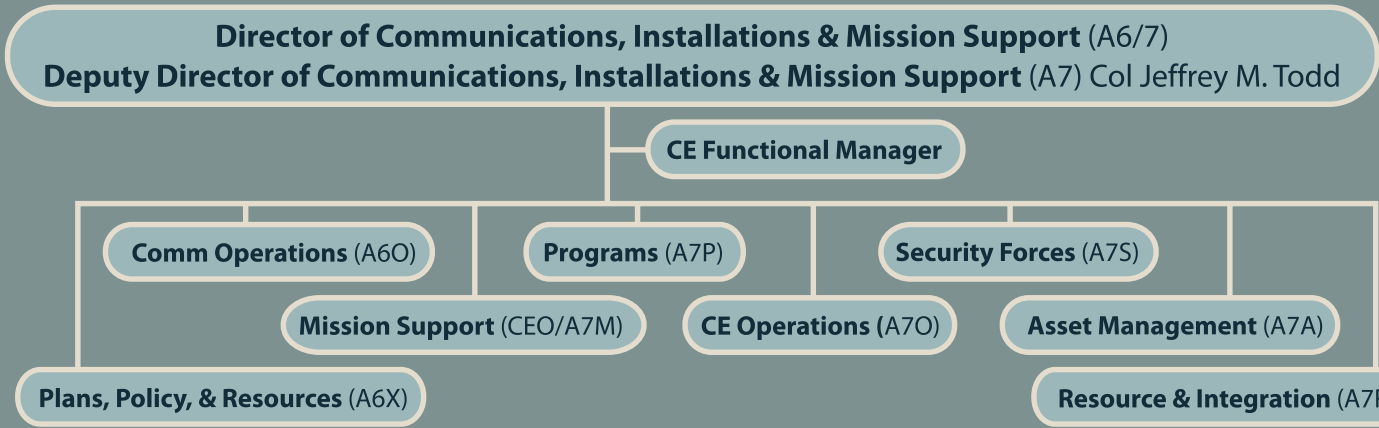 Director of Communications, Installations & Mission Support (A6/7)
Deputy Director of Communications, Installations & Mission Support (A7) Col Jeffrey M. Todd
CE Functional Manager
Comm Operations (A6O)
Programs (A7P)
Security Forces (A7S)
Mission Support (CEO/A7M)
CE Operations (A7O)
Asset Management (A7A)
Plans, Policy, & Resources (A6X)
Resource & Integration